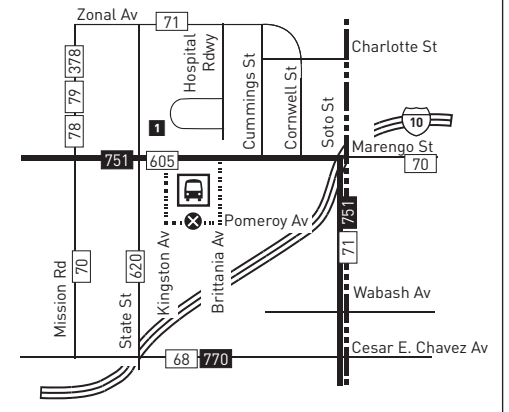 Zonal Av
71
Charlotte St
378
79
78
Hospital
Rdwy
Cummings St
Cornwell St
Soto St
10
1
Marengo St
70
751
605
Pomeroy Av
751
71
Mission Rd
70
State St
620
Kingston Av
Brittania Av
Wabash Av
68
770
Cesar E. Chavez Av